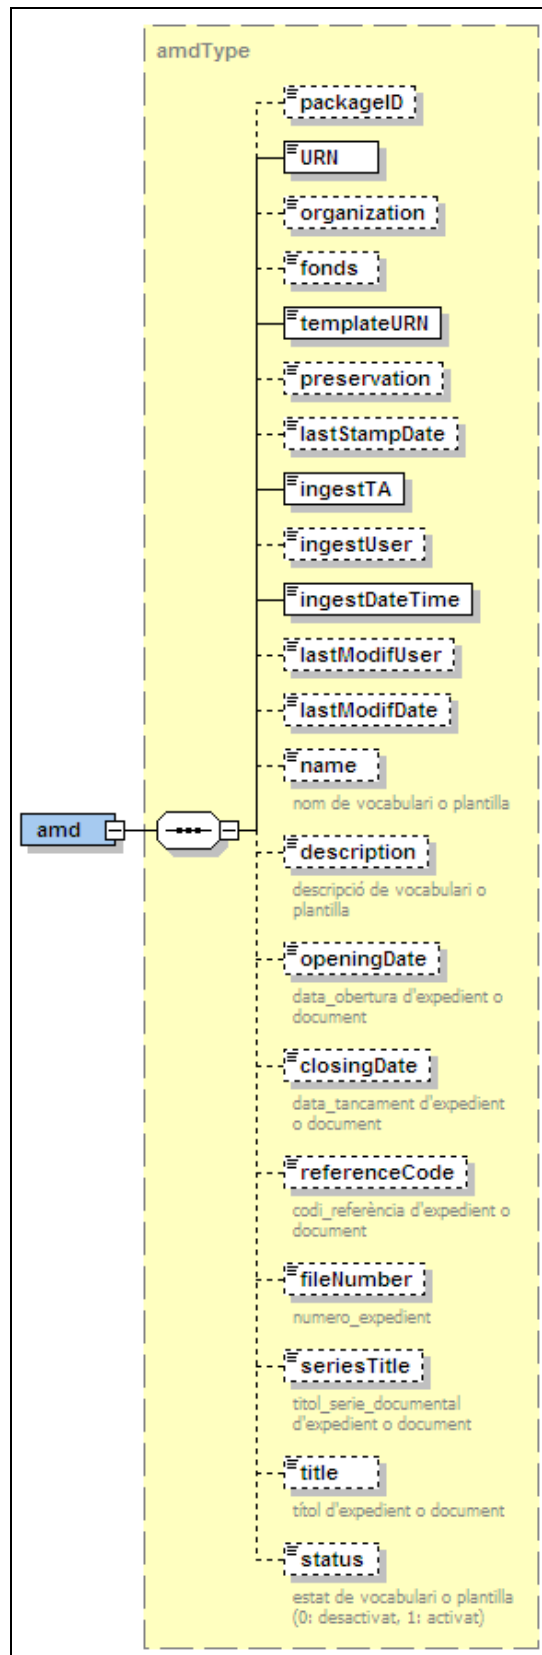 amdType
packageID
URN
organization
fonds
templateURN
preservation
lastStampDate
ingestTA
ingestUser
ingestDateTime
lastModifUser
lastModifDate
name
nom de vocabulari o plantilla
amd
description
descripció de vocabulari o
plantilla
openingDate
data_obertura d'expedient o
document
closingDate
data_tancament d'expedient
o document
referenceCode
codi_referència d'expedient o
document
fileNumber
numero_expedient
seriesTitle
titol_serie_documental
d'expedient o document
title
títol d'expedient o document
status
estat de vocabulari o plantilla
(0: desactivat, 1: activat)